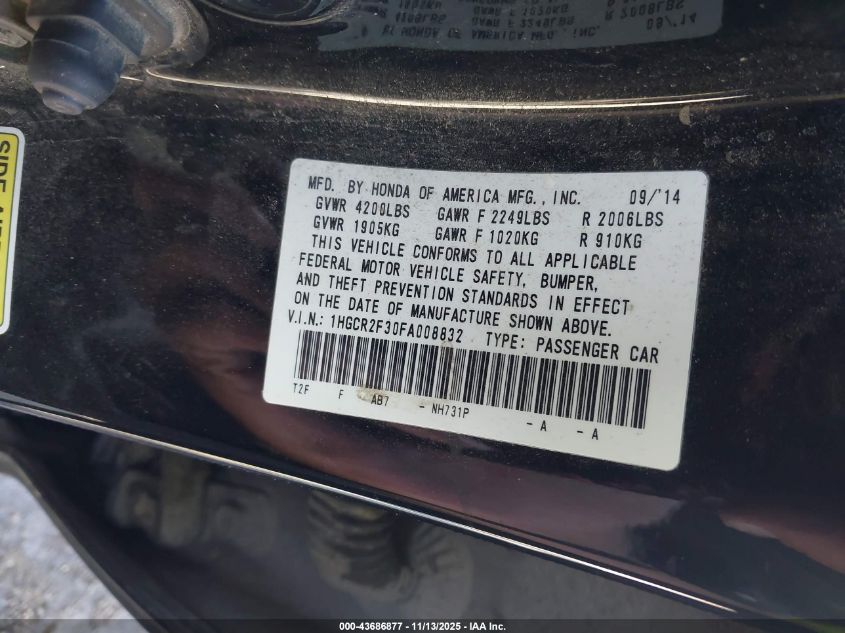 MFD. BY HONDA OF AMERICA MFG., INC. 09/'14
GVWR 4200LBS GAWR F 2249LBS R 2006LBS
GVWR 1905KG GAWR F 1020KG R 910KG
THIS VEHICLE CONFORMS TO ALL APPLICABLE
FEDERAL MOTOR VEHICLE SAFETY, BUMPER,
AND THEFT PREVENTION STANDARDS IN EFFECT
ON THE DATE OF MANUFACTURE SHOWN ABOVE.
V.I.N.: 1HGCR2F30FA008832 TYPE: PASSENGER CAR
T2F F AB7 - NH731P - A - A
SIDE
000-43686877 - 11/13/2025 - IAA Inc.